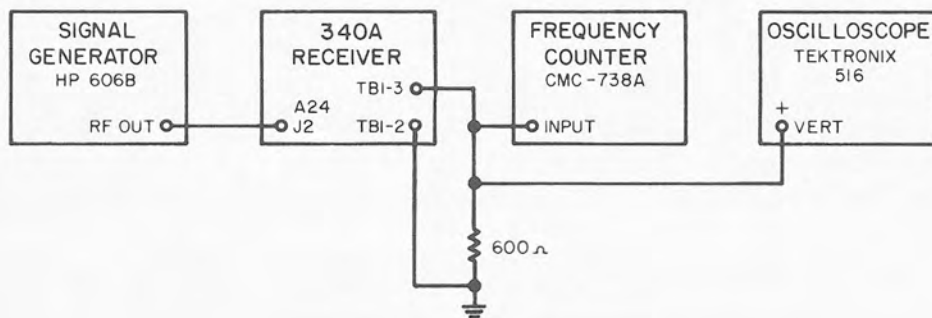 SIGNAL
GENERATOR
HP 606B
RF OUT
340A
RECEIVER
TB1-3
A24
J2
TB1-2
FREQUENCY
COUNTER
CMC-738A
INPUT
OSCILLOSCOPE
TEKTRONIX
516
+
VERT
600 Ω